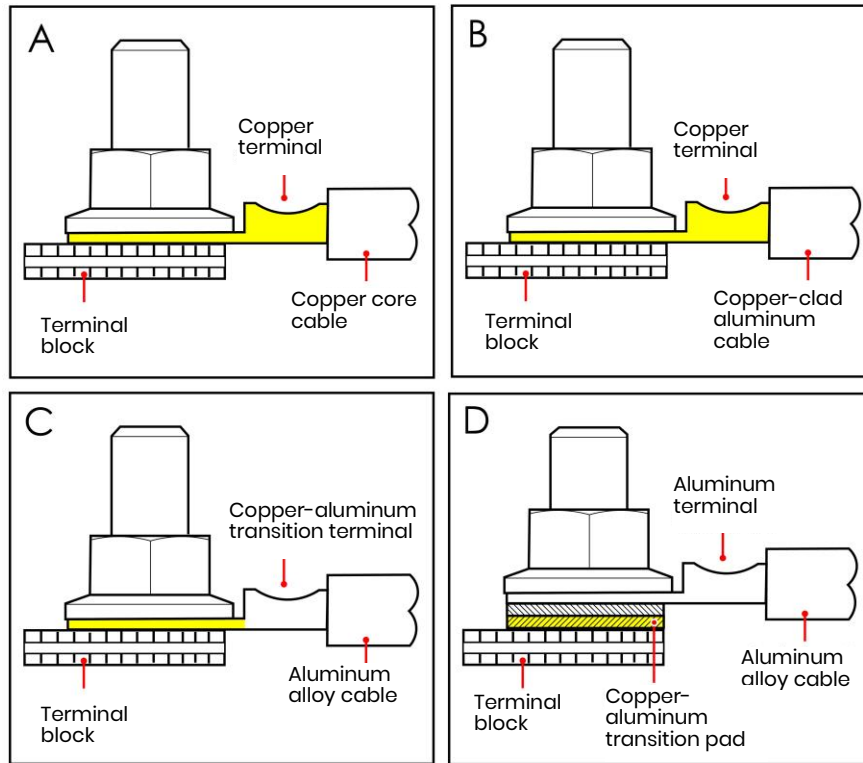 A
Copper
terminal
Terminal
block
Copper core
cable
B
Copper
terminal
Terminal
block
Copper-clad
aluminum
cable
C
Copper-aluminum
transition terminal
Terminal
block
Aluminum
alloy cable
D
Aluminum
terminal
Terminal
block
Copper-
aluminum
transition pad
Aluminum
alloy cable